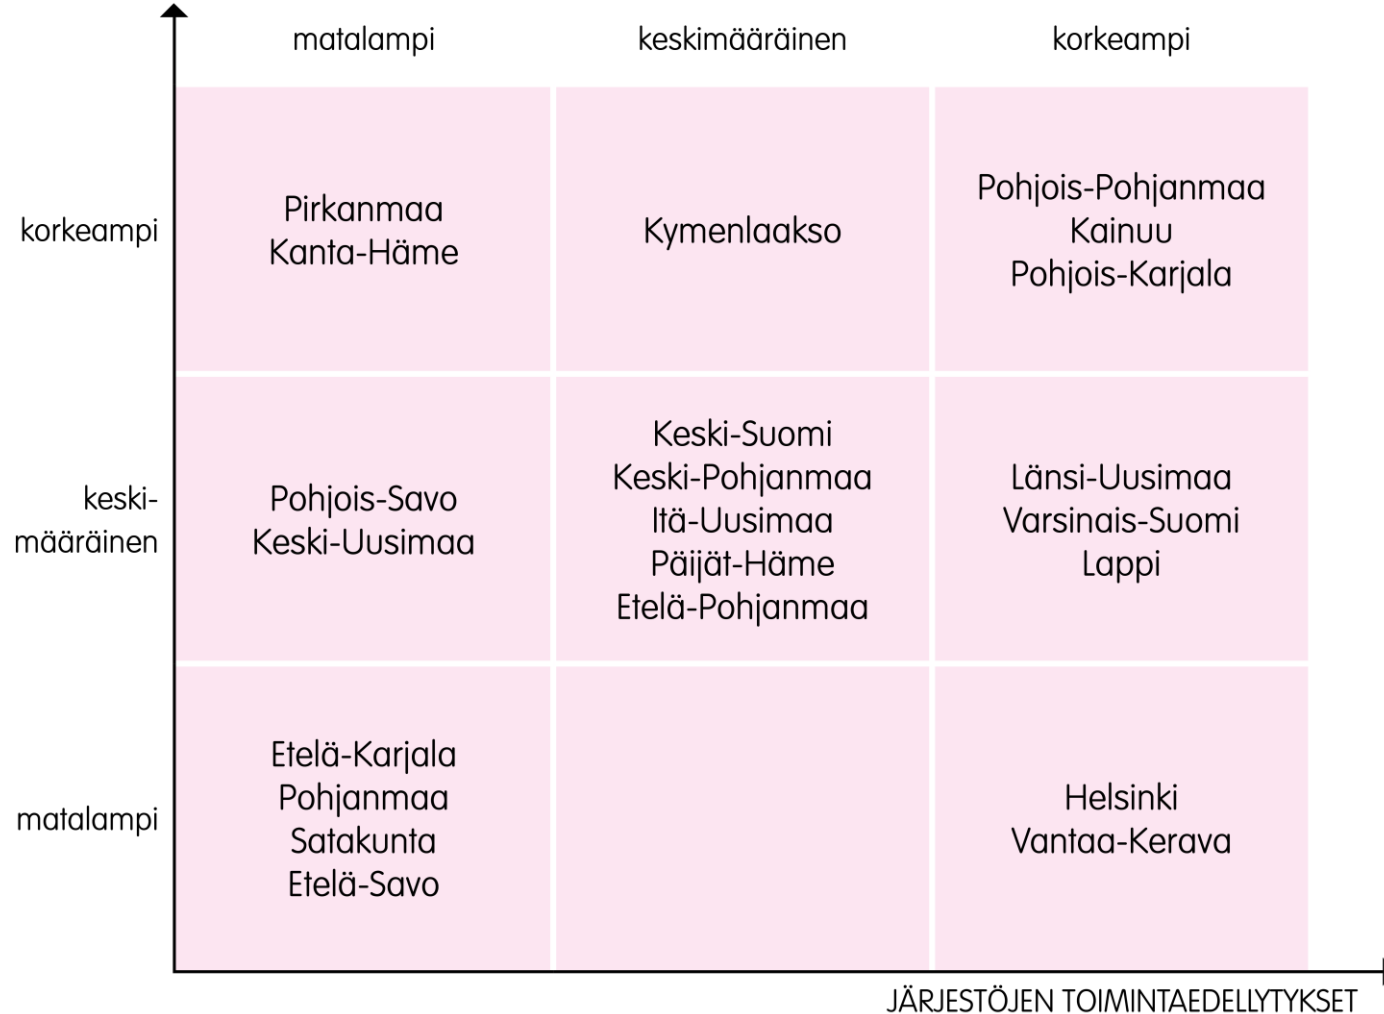 matalampi
keskimääräinen
korkeampi
korkeampi
Pirkanmaa
Kanta-Häme
Kymenlaakso
Pohjois-Pohjanmaa
Kainuu
Pohjois-Karjala
keski-
määräinen
Pohjois-Savo
Keski-Uusimaa
Keski-Suomi
Keski-Pohjanmaa
Itä-Uusimaa
Päijät-Häme
Etelä-Pohjanmaa
Länsi-Uusimaa
Varsinais-Suomi
Lappi
matalampi
Etelä-Karjala
Pohjanmaa
Satakunta
Etelä-Savo
Helsinki
Vantaa-Kerava
JÄRJESTÖJEN TOIMINTAEDELLYTYKSET